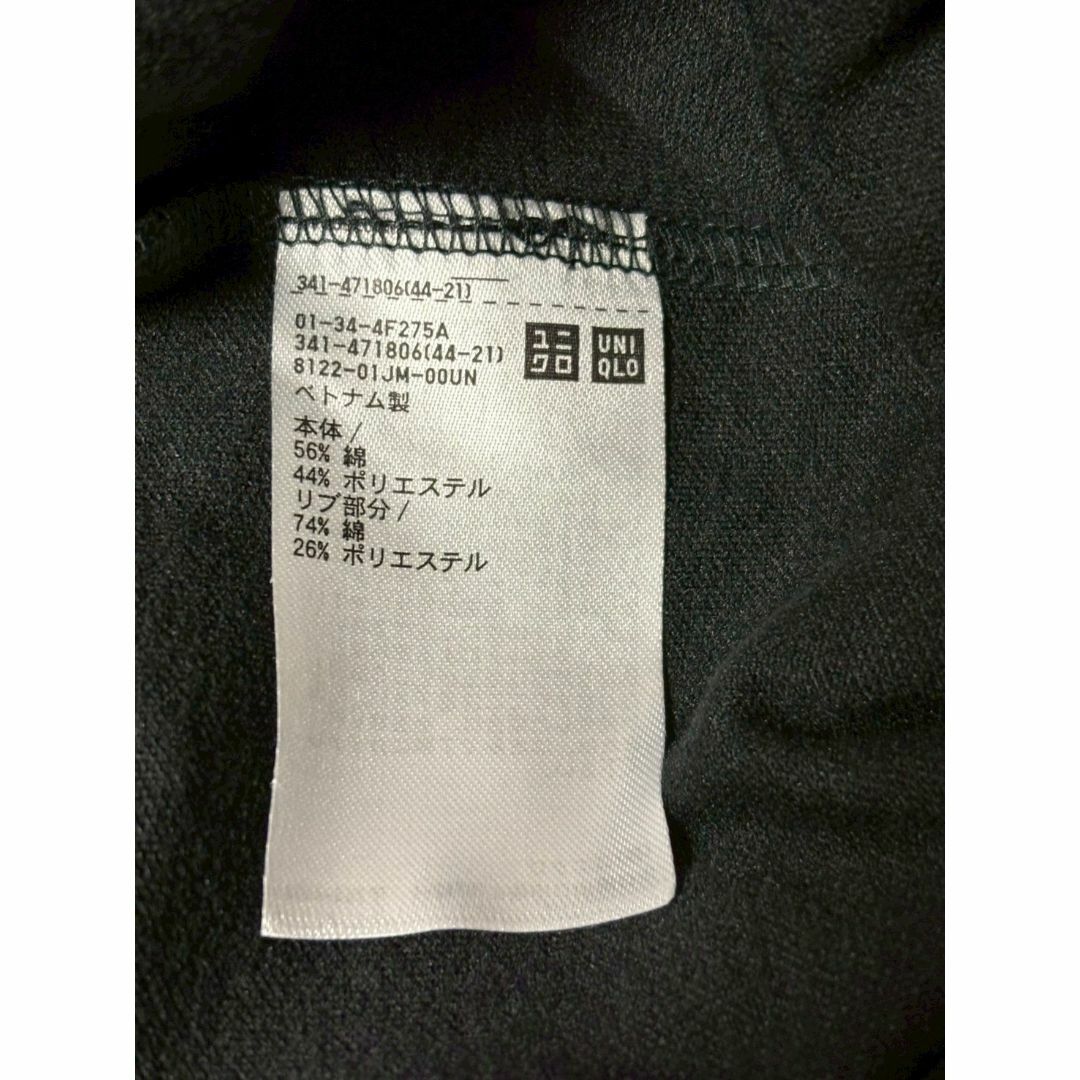 341-471806(44-21)
01-34-4F275A
341-471806(44-21)
8122-01JM-00UN
ユニ
クロ
UNI
QLO
ベトナム製
本体/
56% 綿
44% ポリエステル
リブ部分/
74% 綿
26% ポリエステル